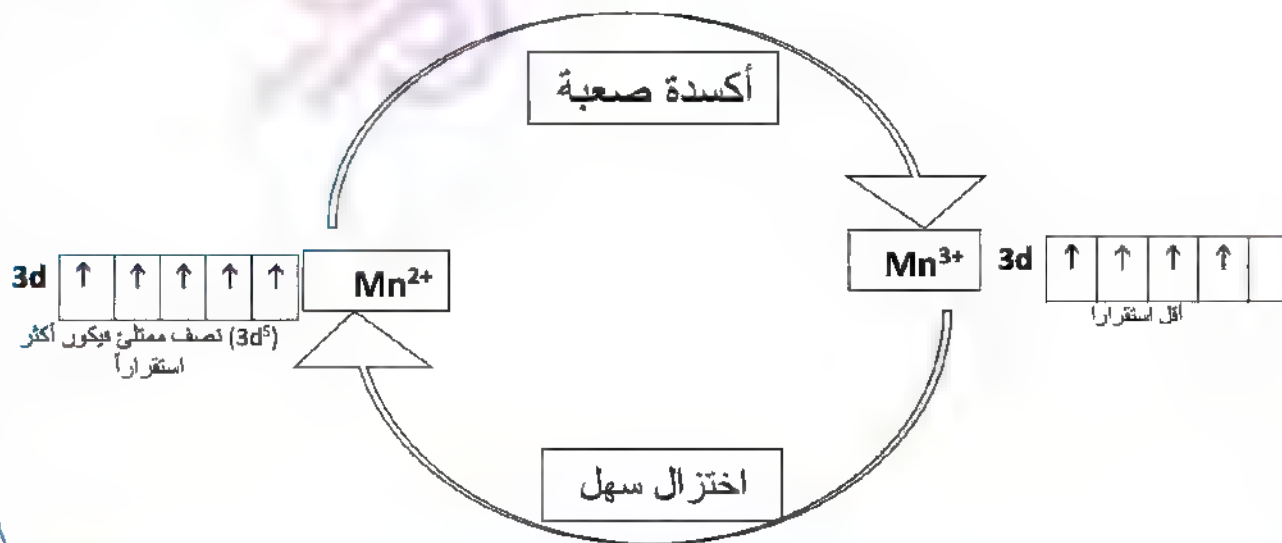 أكسدة صعبة
3d ↑ ↑ ↑ ↑ ↑ Mn²⁺
(3d⁵) نصف ممتلئ فيكون أكثر
استقراراً
Mn³⁺ 3d ↑ ↑ ↑ ↑
أقل استقرارا
اختزال سهل